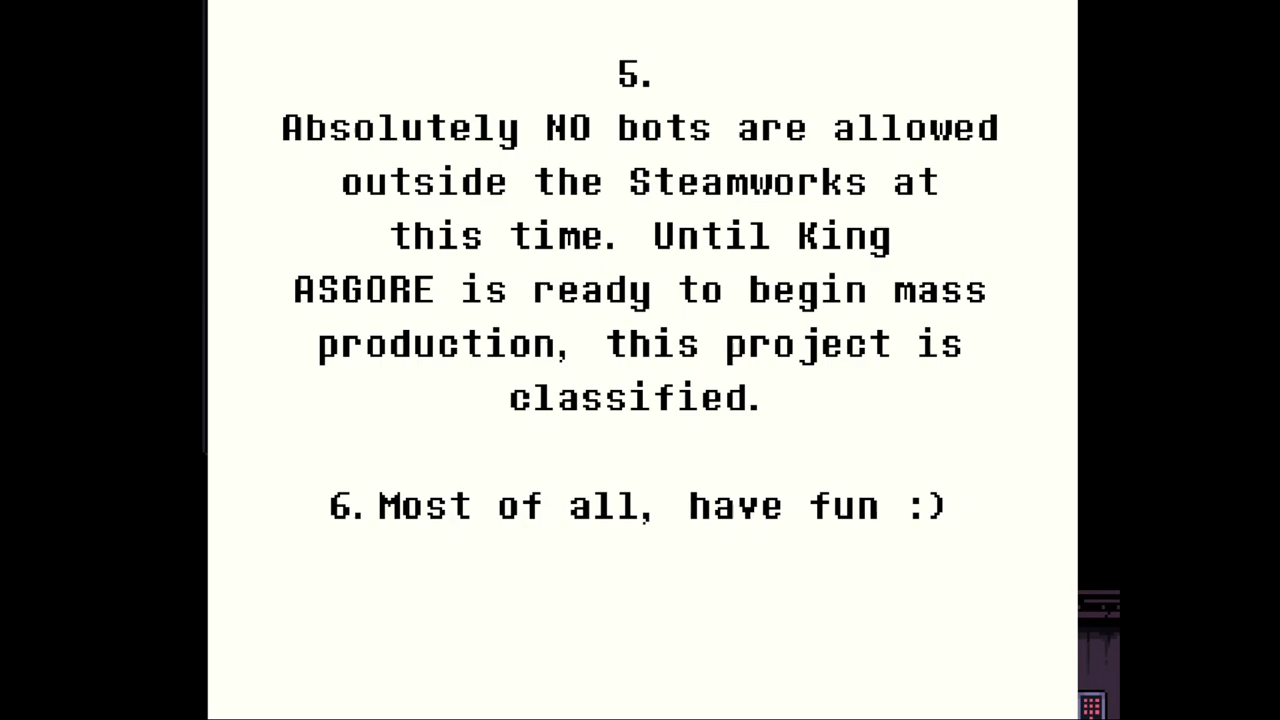 5.
Absolutely NO bots are allowed
outside the Steamworks at
this time. Until King
ASGORE is ready to begin mass
production, this project is
classified.
6. Most of all, have fun :)